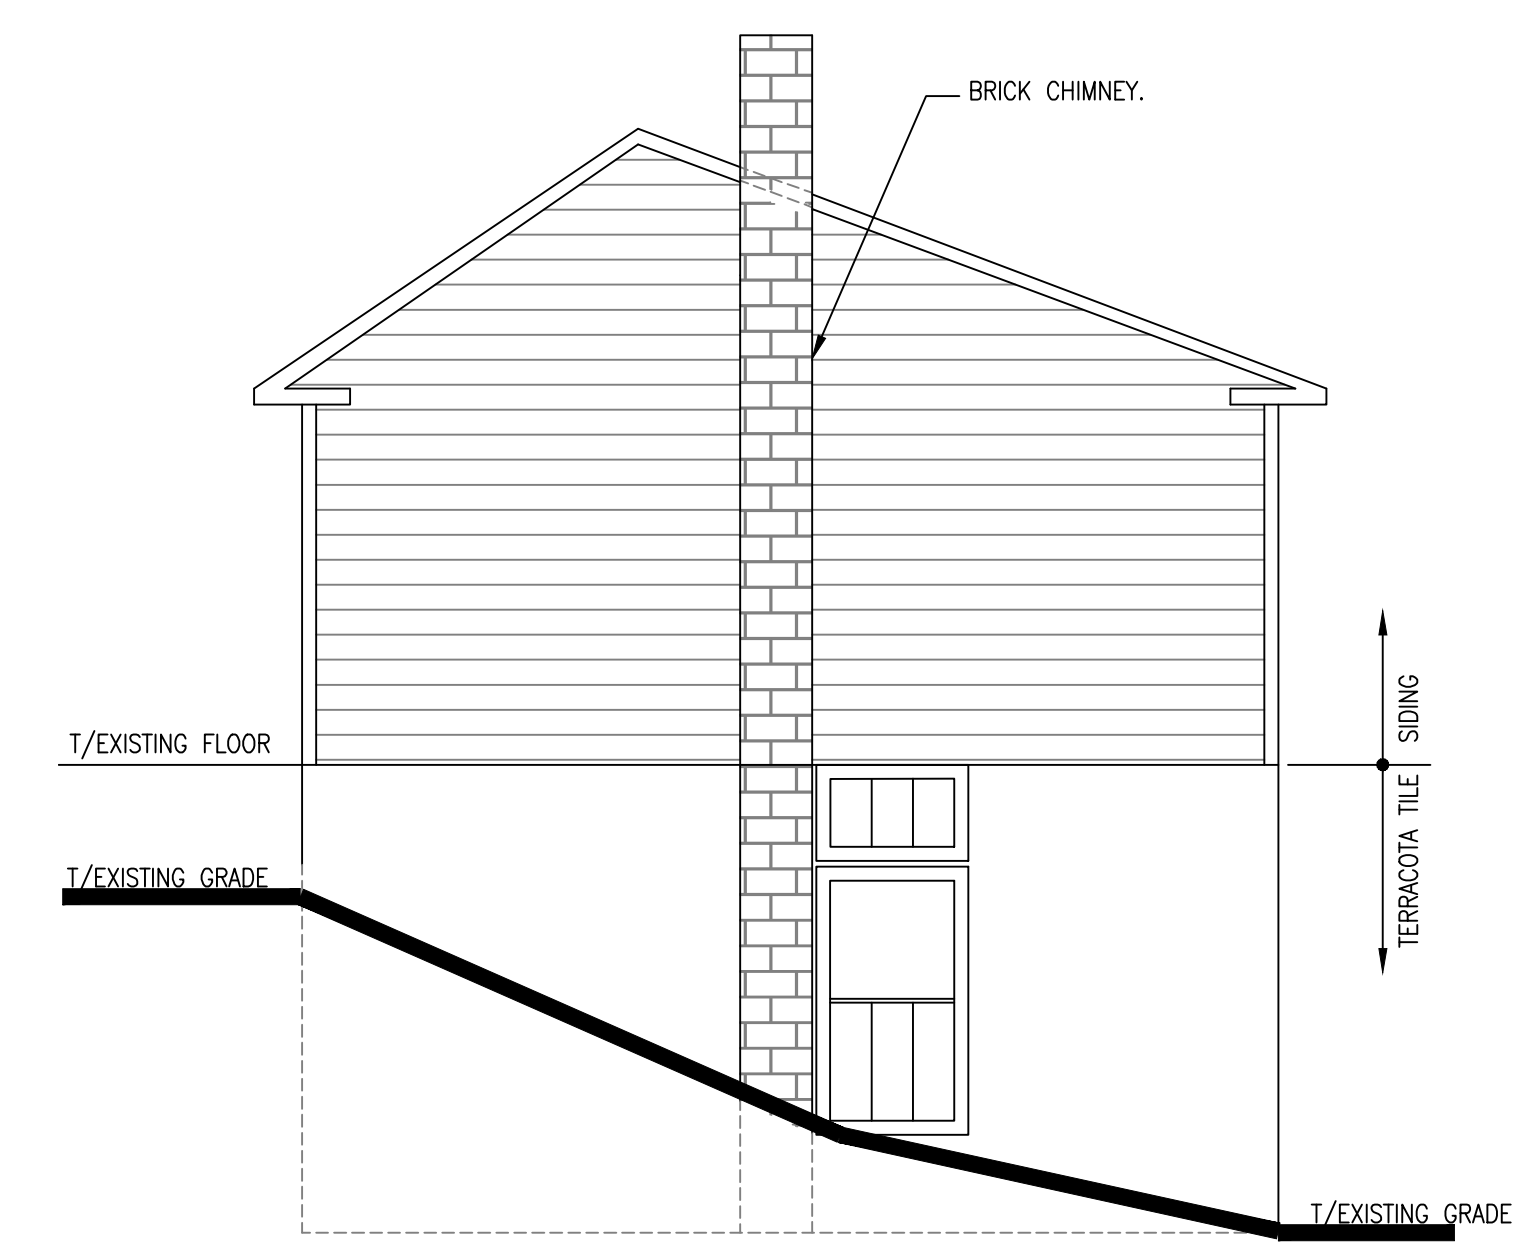 BRICK CHIMNEY.
SIDING
T/EXISTING FLOOR
TERRACOTA TILE
T/EXISTING GRADE
T/EXISTING GRADE